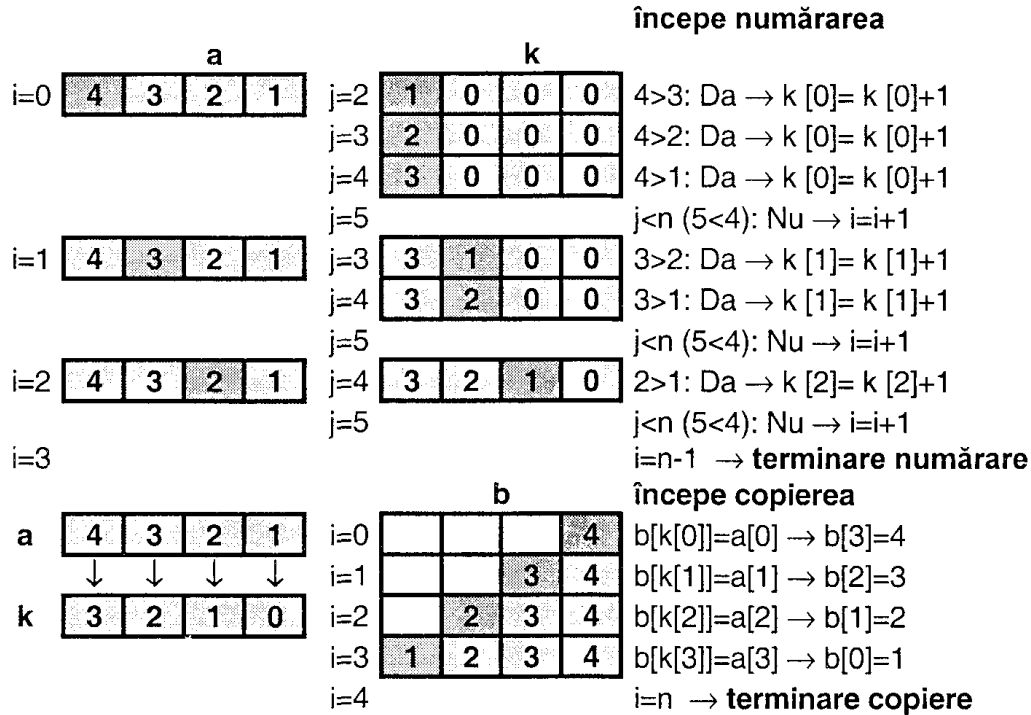 începe numărarea
a k
i=0 4 3 2 1 j=2 1 0 0 0 4>3: Da → k [0]= k [0]+1
j=3 2 0 0 0 4>2: Da → k [0]= k [0]+1
j=4 3 0 0 0 4>1: Da → k [0]= k [0]+1
j=5 j<n (5<4): Nu → i=i+1
i=1 4 3 2 1 j=3 3 1 0 0 3>2: Da → k [1]= k [1]+1
j=4 3 2 0 0 3>1: Da → k [1]= k [1]+1
j=5 j<n (5<4): Nu → i=i+1
i=2 4 3 2 1 j=4 3 2 1 0 2>1: Da → k [2]= k [2]+1
j=5 j<n (5<4): Nu → i=i+1
i=3 i=n-1 → terminare numărare
b începe copierea
a 4 3 2 1 i=0 4 b[k[0]]=a[0] → b[3]=4
↓ ↓ ↓ ↓ i=1 3 4 b[k[1]]=a[1] → b[2]=3
k 3 2 1 0 i=2 2 3 4 b[k[2]]=a[2] → b[1]=2
i=3 1 2 3 4 b[k[3]]=a[3] → b[0]=1
i=4 i=n → terminare copiere